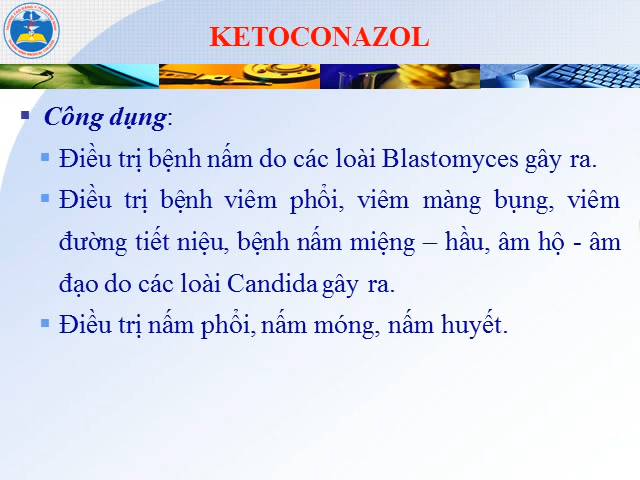 KETOCONAZOL
Công dụng:
Điều trị bệnh nấm do các loài Blastomyces gây ra.
Điều trị bệnh viêm phổi, viêm màng bụng, viêm
đường tiết niệu, bệnh nấm miệng – hầu, âm hộ - âm
đạo do các loài Candida gây ra.
Điều trị nấm phổi, nấm móng, nấm huyết.